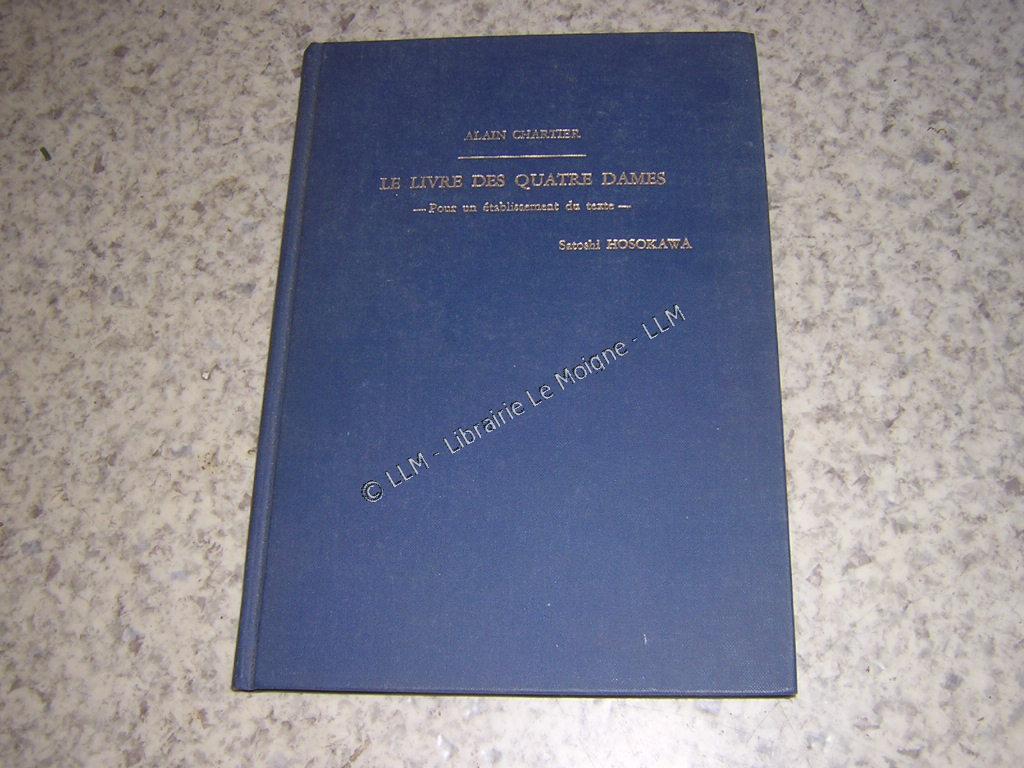 ALAIN CHARTIER
LE LIVRE DES QUATRE DAMES
— Pour un établissement du texte —
Satoshi HOSOKAWA
© LLM - Librairie Le Moigne - LLM